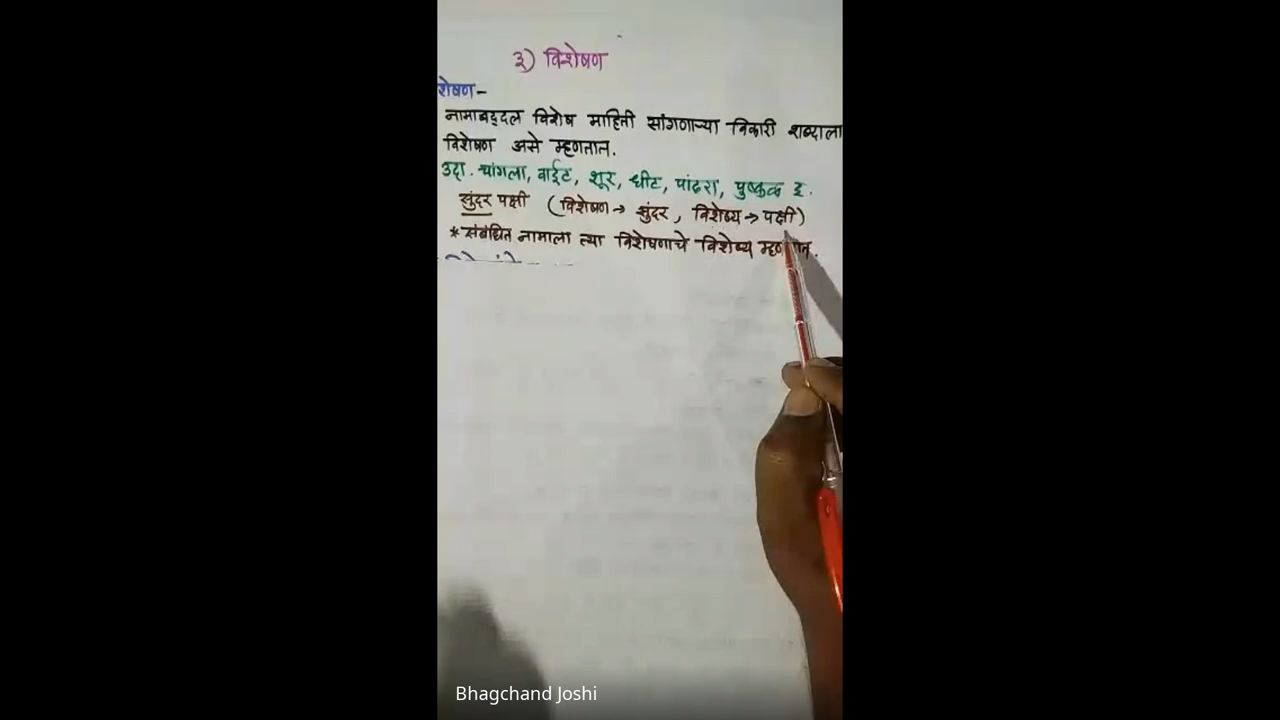 ३) विशेषण
शेषण-
नामाबद्दल विशेष माहिती सांगणाऱ्या विकारी शब्दाला
विशेषण असे म्हणतात.
उदा. चांगला, वाईट, शूर, धीट, पांढरा, पुष्कळ इ.
सुंदर पक्षी (विशेषण→ सुंदर, विशेष्य→ पक्षी)
*संबंधित नामाला त्या विशेषणाचे विशेष्य
Bhagchand Joshi